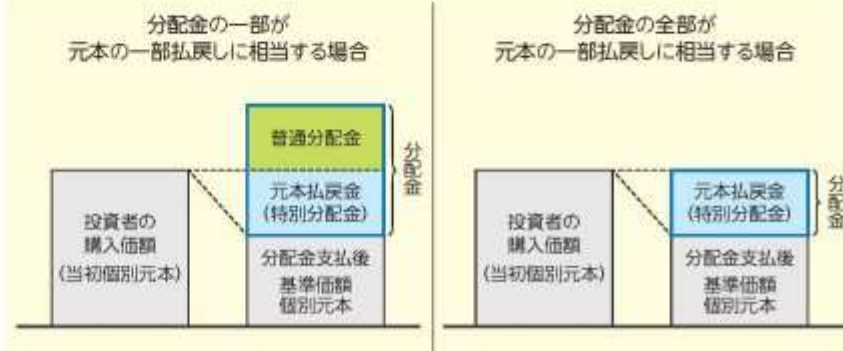 分配金の一部が
元本の一部払戻しに相当する場合
普通分配金
元本払戻金
(特別分配金)
分配金
投資者の
購入価額
(当初個別元本)
分配金支払後
基準価額
個別元本
分配金の全部が
元本の一部払戻しに相当する場合
元本払戻金
(特別分配金)
分配金
投資者の
購入価額
(当初個別元本)
分配金支払後
基準価額
個別元本